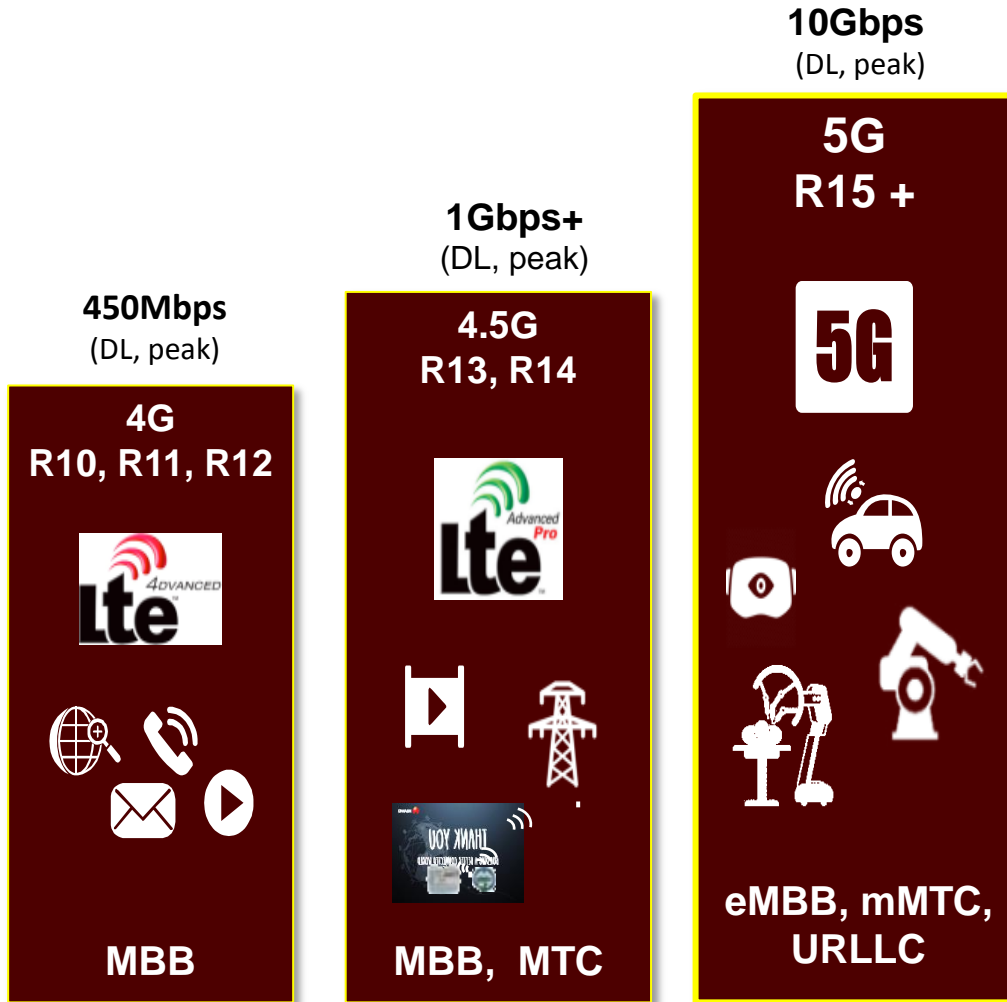 10Gbps
(DL, peak)
5G
R15 +
5G
1Gbps+
(DL, peak)
4.5G
R13, R14
Lte
Advanced
Pro
THANK YOU
450Mbps
(DL, peak)
4G
R10, R11, R12
Lte
4DVANCED
MBB
MBB, MTC
eMBB, mMTC,
URLLC